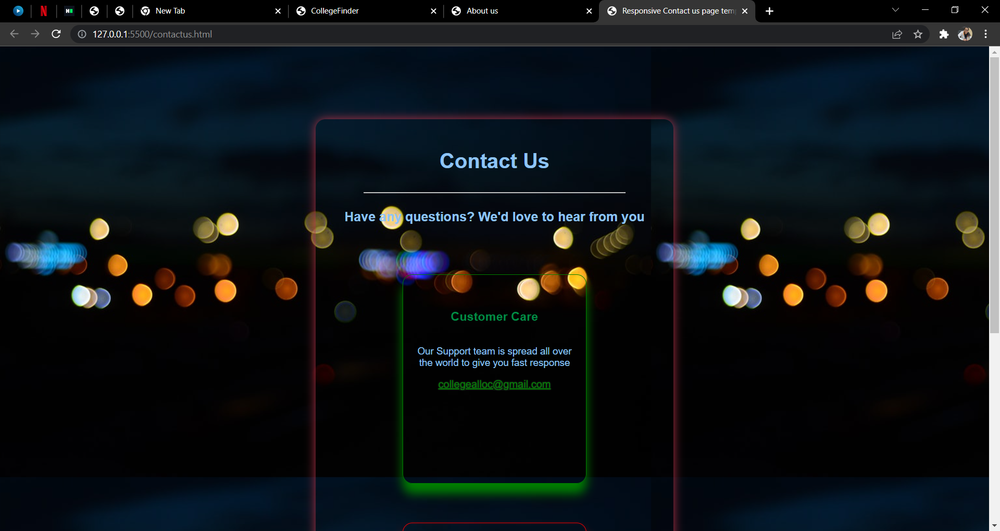 N
H
New Tab
CollegeFinder
About us
Responsive Contact us page tem
127.0.0.1:5500/contactus.html
Contact Us
Have any questions? We'd love to hear from you
Customer Care
Our Support team is spread all over
the world to give you fast response
collegealloc@gmail.com